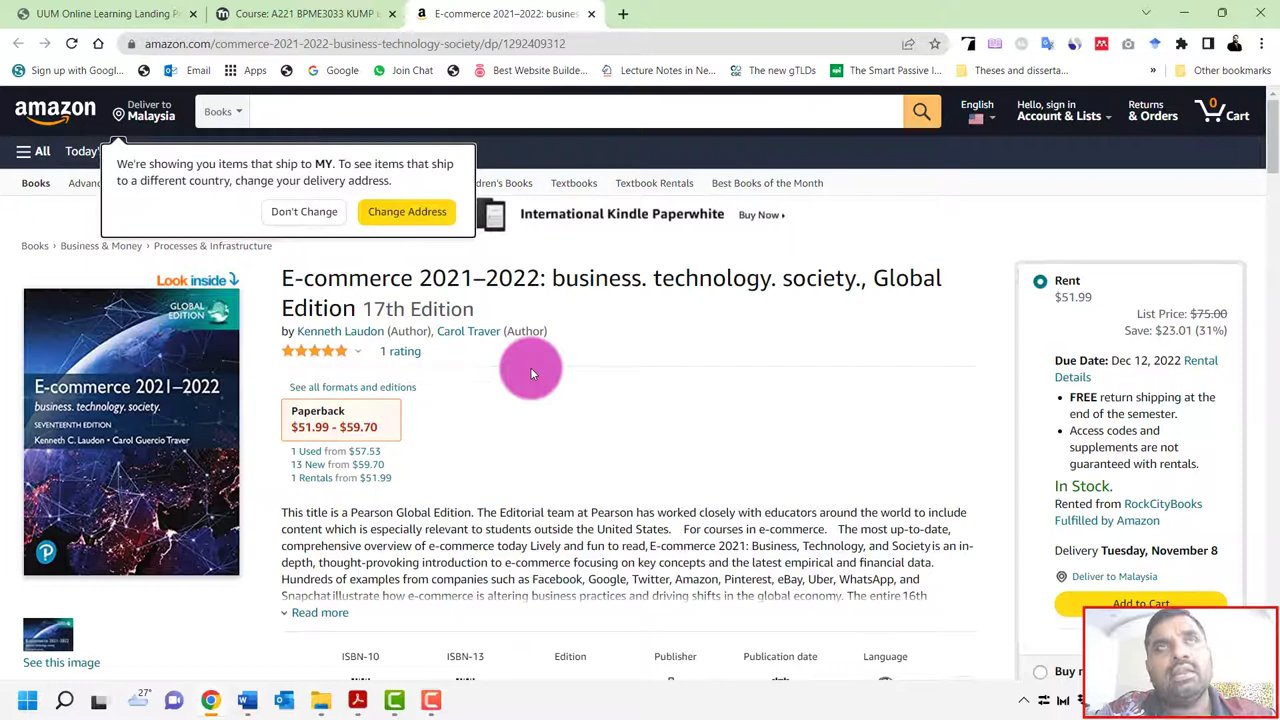 UUM Online Learning Landing P
Course: A221 BPME3033 KUMP
E-commerce 2021–2022: busines
amazon.com/commerce-2021-2022-business-technology-society/dp/1292409312
Sign up with Googl...
Email
Apps
Google
Join Chat
Best Website Builde...
Lecture Notes in Ne...
The new gTLDs
The Smart Passive I...
Theses and disserta...
Other bookmarks
amazon
Deliver to
Malaysia
Books
English
Hello, sign in
Account & Lists
Returns
& Orders
0
Cart
All
Today'
We're showing you items that ship to MY. To see items that ship
to a different country, change your delivery address.
Don't Change
Change Address
Books
Advanc
dren's Books
Textbooks
Textbook Rentals
Best Books of the Month
International Kindle Paperwhite
Buy Now
Books › Business & Money › Processes & Infrastructure
Look inside
GLOBAL
EDITION
E-commerce 2021–2022
business. technology. society.
SEVENTEENTH EDITION
Kenneth C. Laudon • Carol Guercio Traver
See this image
E-commerce 2021–2022: business. technology. society., Global
Edition 17th Edition
by Kenneth Laudon (Author), Carol Traver (Author)
1 rating
See all formats and editions
Paperback
$51.99 - $59.70
1 Used from $57.53
13 New from $59.70
1 Rentals from $51.99
This title is a Pearson Global Edition. The Editorial team at Pearson has worked closely with educators around the world to include
content which is especially relevant to students outside the United States. For courses in e-commerce. The most up-to-date,
comprehensive overview of e-commerce today Lively and fun to read, E-commerce 2021: Business, Technology, and Society is an in-
depth, thought-provoking introduction to e-commerce focusing on key concepts and the latest empirical and financial data.
Hundreds of examples from companies such as Facebook, Google, Twitter, Amazon, Pinterest, eBay, Uber, WhatsApp, and
Snapchat illustrate how e-commerce is altering business practices and driving shifts in the global economy. The entire 16th
Read more
ISBN-10
ISBN-13
Edition
Publisher
Publication date
Language
Rent
$51.99
List Price: $75.00
Save: $23.01 (31%)
Due Date: Dec 12, 2022 Rental
Details
• FREE return shipping at the
end of the semester.
• Access codes and
supplements are not
guaranteed with rentals.
In Stock.
Rented from RockCityBooks
Fulfilled by Amazon
Delivery Tuesday, November 8
Deliver to Malaysia
Add to Cart
Buy n
27°